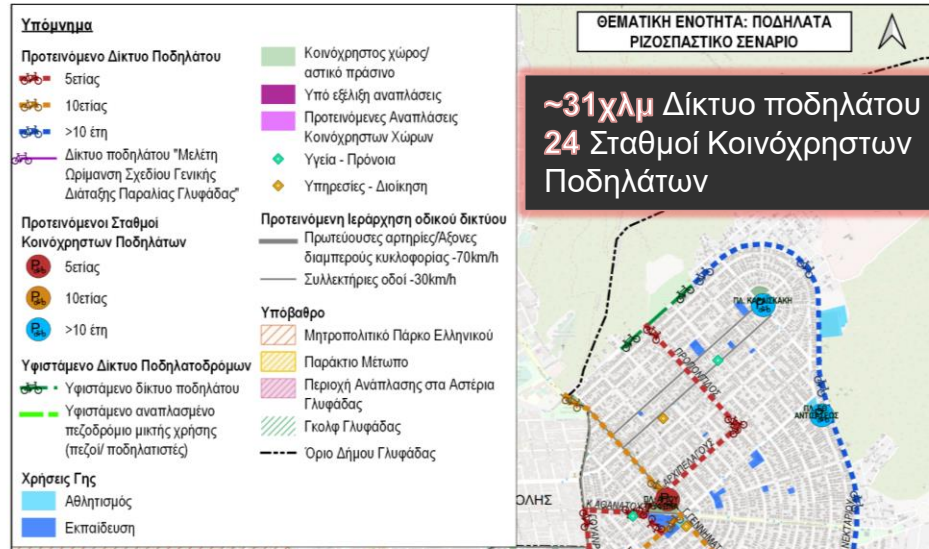 Υπόμνημα
Προτεινόμενο Δίκτυο Ποδηλάτου
5ετίας
10ετίας
>10 έτη
Δίκτυο ποδηλάτου "Μελέτη
Ωρίμανση Σχεδίου Γενικής
Διάταξης Παραλίας Γλυφάδας"
Προτεινόμενοι Σταθμοί
Κοινόχρηστων Ποδηλάτων
5ετίας
10ετίας
>10 έτη
Υφιστάμενο Δίκτυο Ποδηλατοδρόμων
Υφιστάμενο δίκτυο ποδηλάτου
Υφιστάμενο αναπλασμένο
πεζοδρόμιο μικτής χρήσης
(πεζοί/ ποδηλατιστές)
Χρήσεις Γης
Αθλητισμός
Εκπαίδευση
Κοινόχρηστος χώρος/
αστικό πράσινο
Υπό εξέλιξη αναπλάσεις
Προτεινόμενες Αναπλάσεις
Κοινόχρηστων Χώρων
Υγεία - Πρόνοια
Υπηρεσίες - Διοίκηση
Προτεινόμενη Ιεράρχηση οδικού δικτύου
Πρωτεύουσες αρτηρίες/Άξονες
διαμπερούς κυκλοφορίας -70km/h
Συλλεκτήριες οδοί -30km/h
Υπόβαθρο
Μητροπολιτικό Πάρκο Ελληνικού
Παράκτιο Μέτωπο
Περιοχή Ανάπλασης στα Αστέρια
Γλυφάδας
Γκολφ Γλυφάδας
Όριο Δήμου Γλυφάδας
ΘΕΜΑΤΙΚΗ ΕΝΟΤΗΤΑ: ΠΟΔΗΛΑΤΑ
ΡΙΖΟΣΠΑΣΤΙΚΟ ΣΕΝΑΡΙΟ
~31χλμ Δίκτυο ποδηλάτου
24 Σταθμοί Κοινόχρηστων
Ποδηλάτων
ΠΛ. ΚΑΡΑΪΣΚΑΚΗ
ΑΡΧΙΠΕΛΑΓΟΥΣ
ΟΛΗΣ